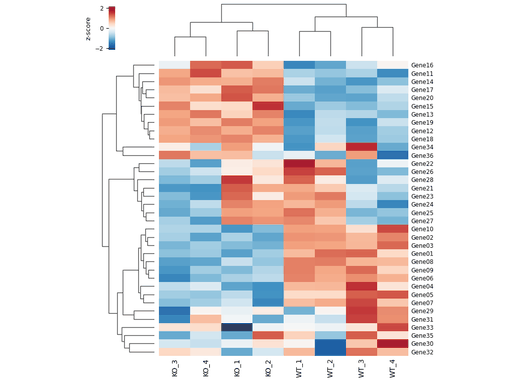 z-score
2
0
−2
Gene16
Gene11
Gene14
Gene17
Gene20
Gene15
Gene13
Gene19
Gene12
Gene18
Gene34
Gene36
Gene22
Gene26
Gene28
Gene21
Gene23
Gene24
Gene25
Gene27
Gene10
Gene02
Gene03
Gene01
Gene08
Gene09
Gene06
Gene04
Gene05
Gene07
Gene29
Gene31
Gene33
Gene35
Gene30
Gene32
KO_3
KO_4
KO_1
KO_2
WT_1
WT_2
WT_3
WT_4